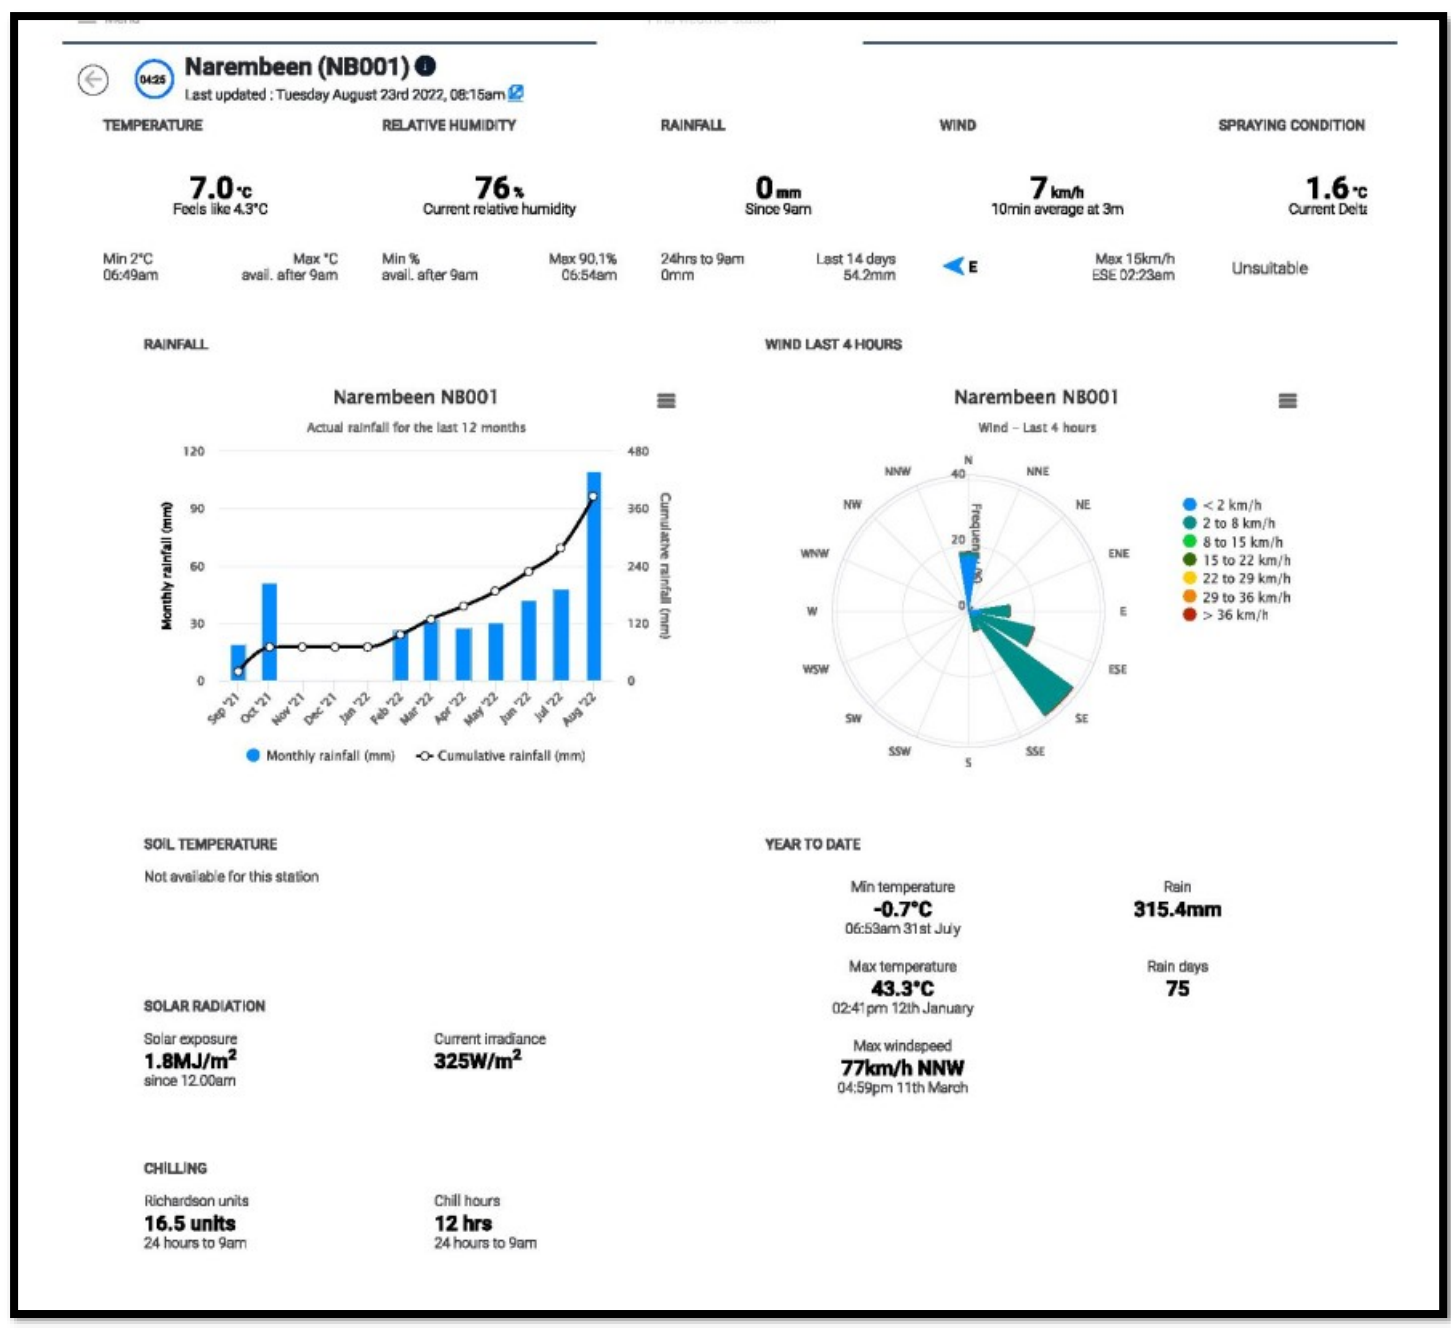 Menu
Narembeen (NB001)
04:25
Last updated : Tuesday August 23rd 2022, 08:15am
TEMPERATURE
7.0 °C
Feels like 4.3°C
Min 2°C
06:49am
Max °C
avail. after 9am
RELATIVE HUMIDITY
76 %
Current relative humidity
Min %
avail. after 9am
Max 90.1%
06:54am
RAINFALL
0 mm
Since 9am
24hrs to 9am
0mm
Last 14 days
54.2mm
WIND
7 km/h
10min average at 3m
E
Max 15km/h
ESE 02:23am
SPRAYING CONDITION
1.6 °C
Current Delta
Unsuitable
RAINFALL
Narembeen NB001
Actual rainfall for the last 12 months
Monthly rainfall (mm)
120
90
60
30
0
480
360
240
120
0
Cumulative rainfall (mm)
Sep '21
Oct '21
Nov '21
Dec '21
Jan '22
Feb '22
Mar '22
Apr '22
May '22
Jun '22
Jul '22
Aug '22
Monthly rainfall (mm)
Cumulative rainfall (mm)
WIND LAST 4 HOURS
Narembeen NB001
Wind – Last 4 hours
N
NNE
NE
ENE
E
ESE
SE
SSE
S
SSW
SW
WSW
W
WNW
NW
NNW
40
20
0
< 2 km/h
2 to 8 km/h
8 to 15 km/h
15 to 22 km/h
22 to 29 km/h
29 to 36 km/h
> 36 km/h
SOIL TEMPERATURE
Not available for this station
SOLAR RADIATION
Solar exposure
1.8MJ/m²
since 12.00am
Current irradiance
325W/m²
CHILLING
Richardson units
16.5 units
24 hours to 9am
Chill hours
12 hrs
24 hours to 9am
YEAR TO DATE
Min temperature
-0.7°C
06:53am 31st July
Rain
315.4mm
Max temperature
43.3°C
02:41pm 12th January
Rain days
75
Max windspeed
77km/h NNW
04:59pm 11th March